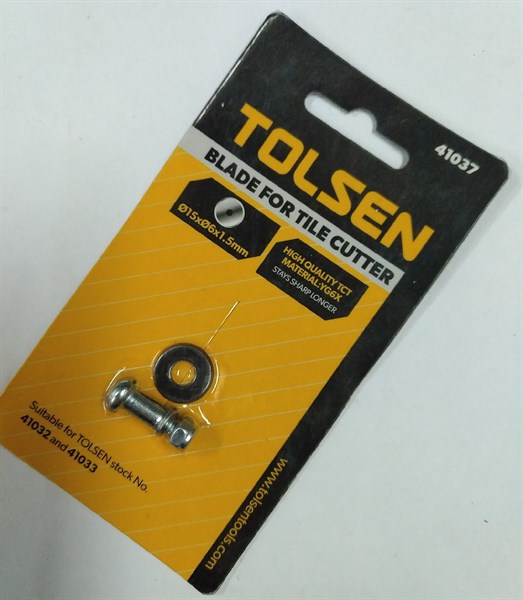 41037
TOLSEN
BLADE FOR TILE CUTTER
Ø15xØ6x1.5mm
HIGH QUALITY TCT
MATERIAL:YG6X
STAYS SHARP LONGER
Suitable for TOLSEN stock No.
41032 and 41033
www.tolsentools.com